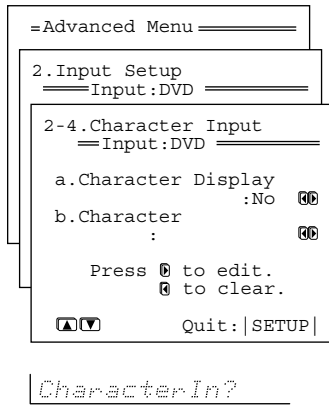 Advanced Menu
2.Input Setup
Input:DVD
2-4.Character Input
Input:DVD
a.Character Display
:No
b.Character
:
Press to edit.
to clear.
Quit:|SETUP|
CharacterIn?